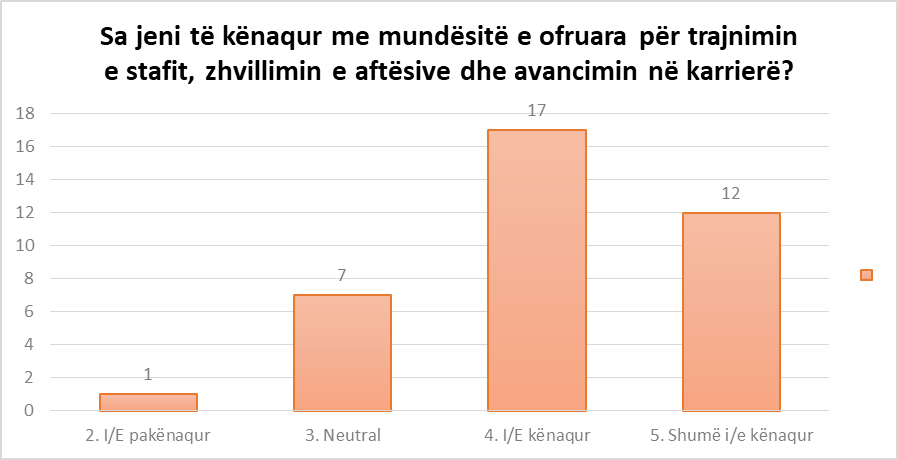 Sa jeni të kënaqur me mundësitë e ofruara për trajnimin
e stafit, zhvillimin e aftësive dhe avancimin në karrierë?
18
16
14
12
10
8
6
4
2
0
1
7
17
12
2. I/E pakënaqur
3. Neutral
4. I/E kënaqur
5. Shumë i/e kënaqur